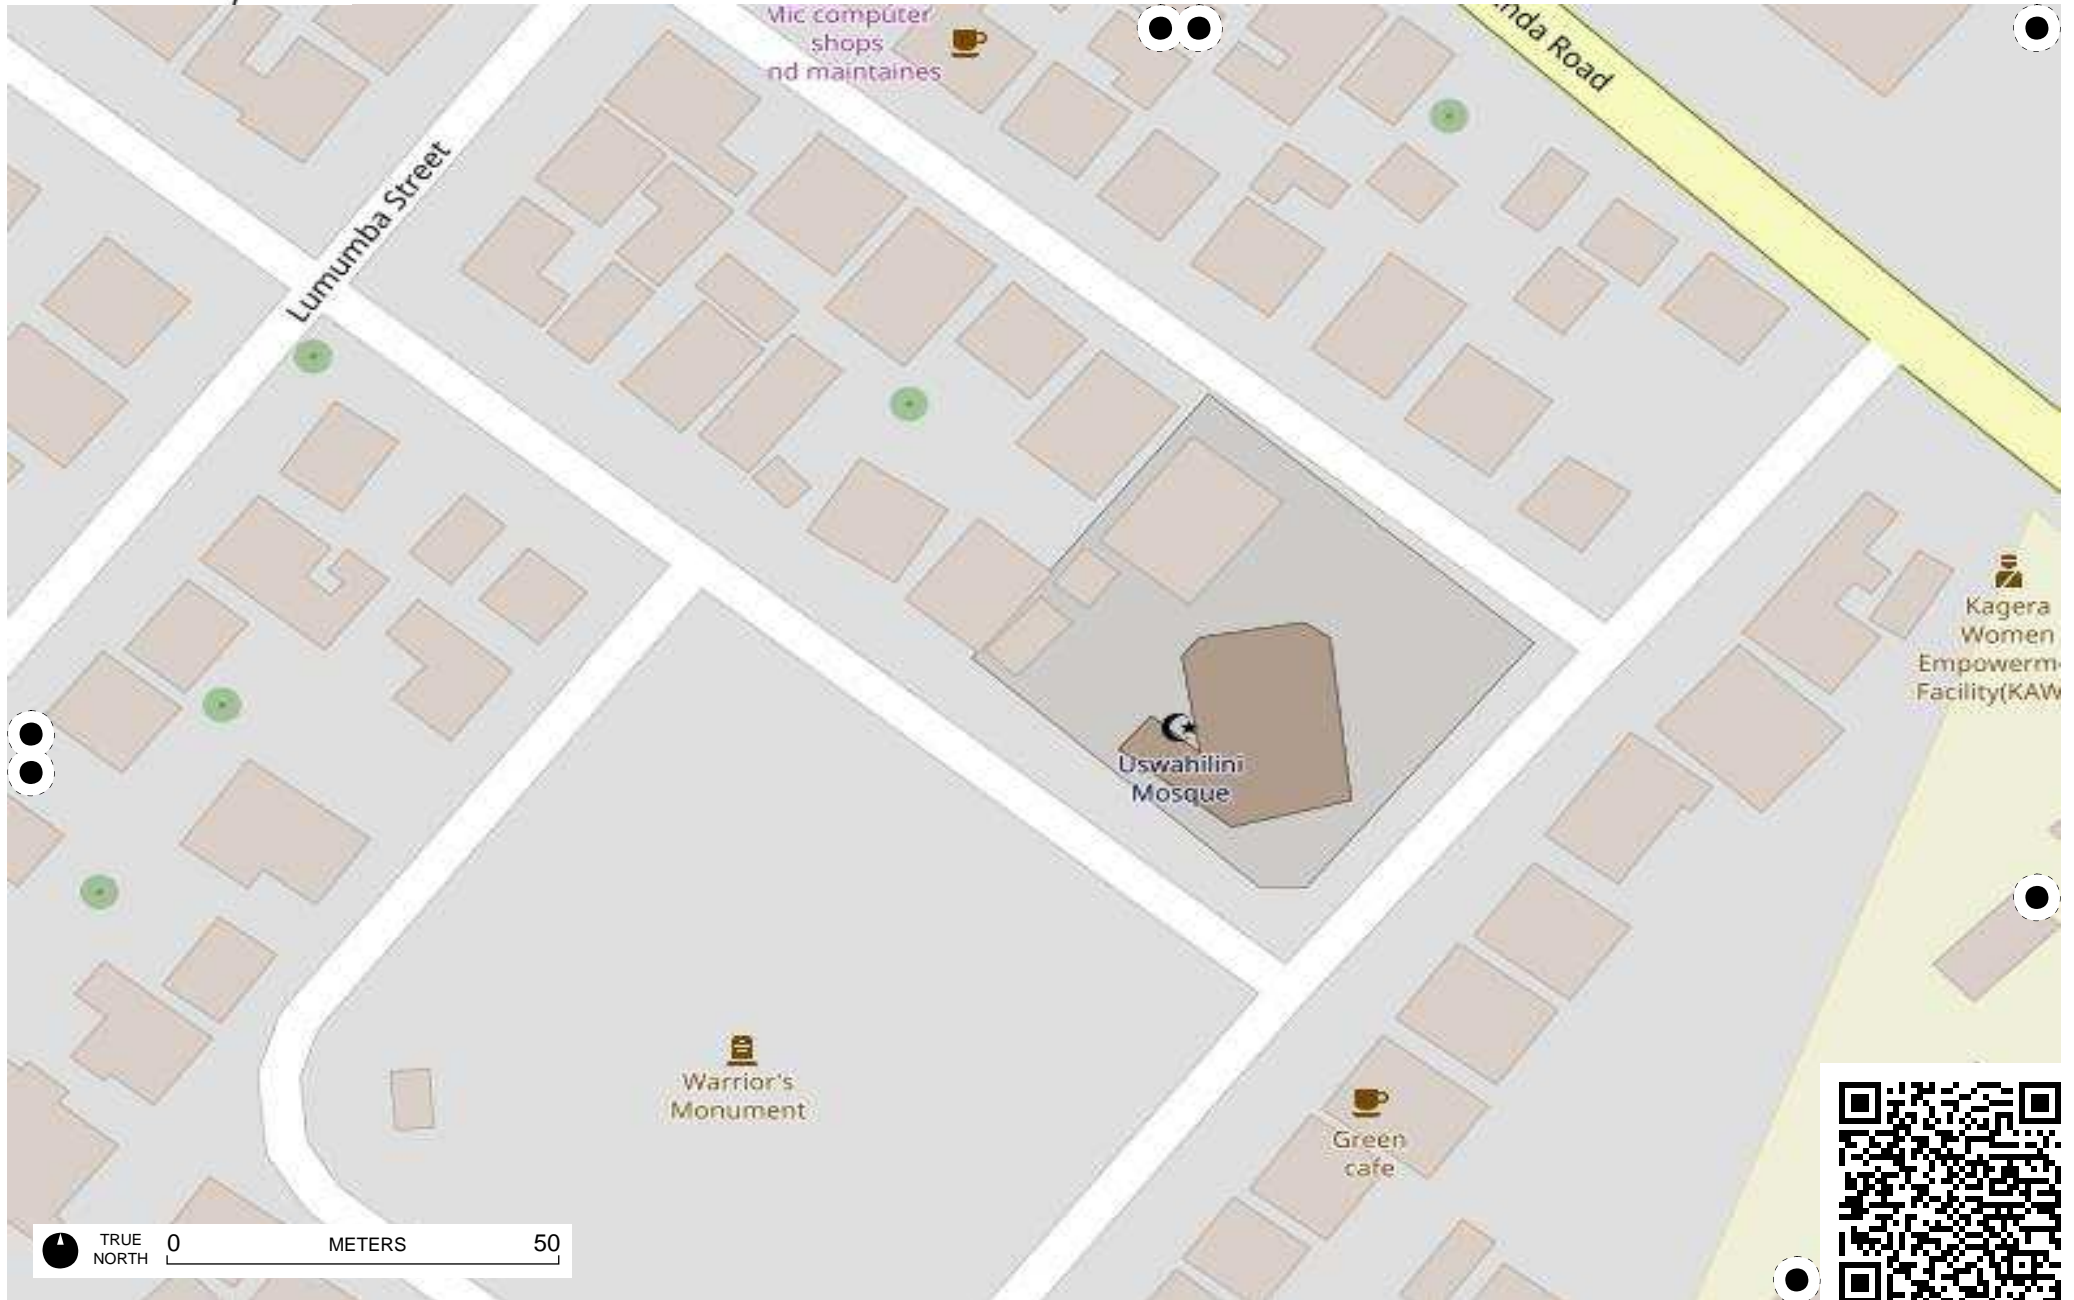 Mic computer
shops
nd maintaines
nda Road
Lumumba Street
Kagera
Women
Empowerm
Facility(KAW
Uswahilini
Mosque
Warrior's
Monument
Green
cafe
TRUE
NORTH
0 METERS 50